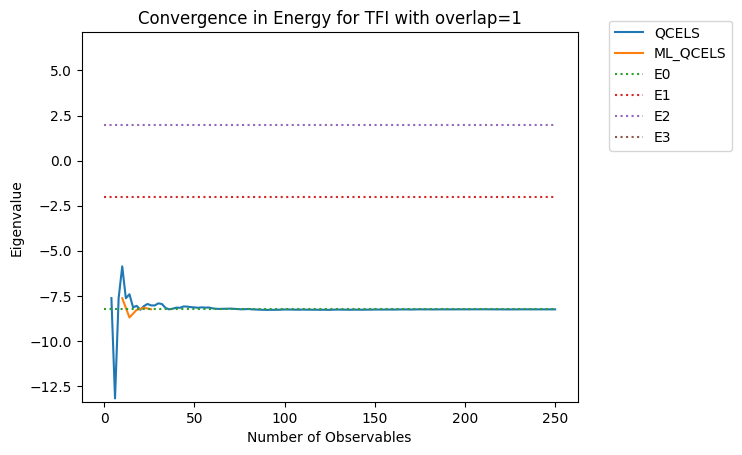 Convergence in Energy for TFI with overlap=1
QCELS
ML_QCELS
E0
E1
E2
E3
Eigenvalue
5.0
2.5
0.0
−2.5
−5.0
−7.5
−10.0
−12.5
0 50 100 150 200 250
Number of Observables